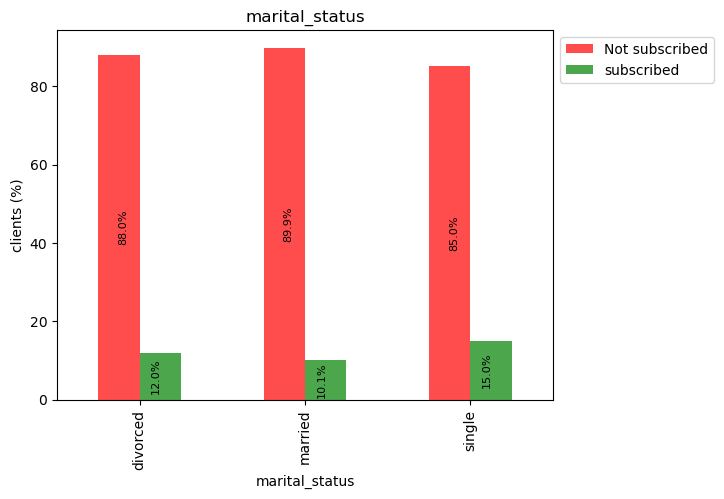 marital_status
Not subscribed
subscribed
clients (%)
80
60
40
20
0
88.0%
12.0%
89.9%
10.1%
85.0%
15.0%
divorced
married
single
marital_status